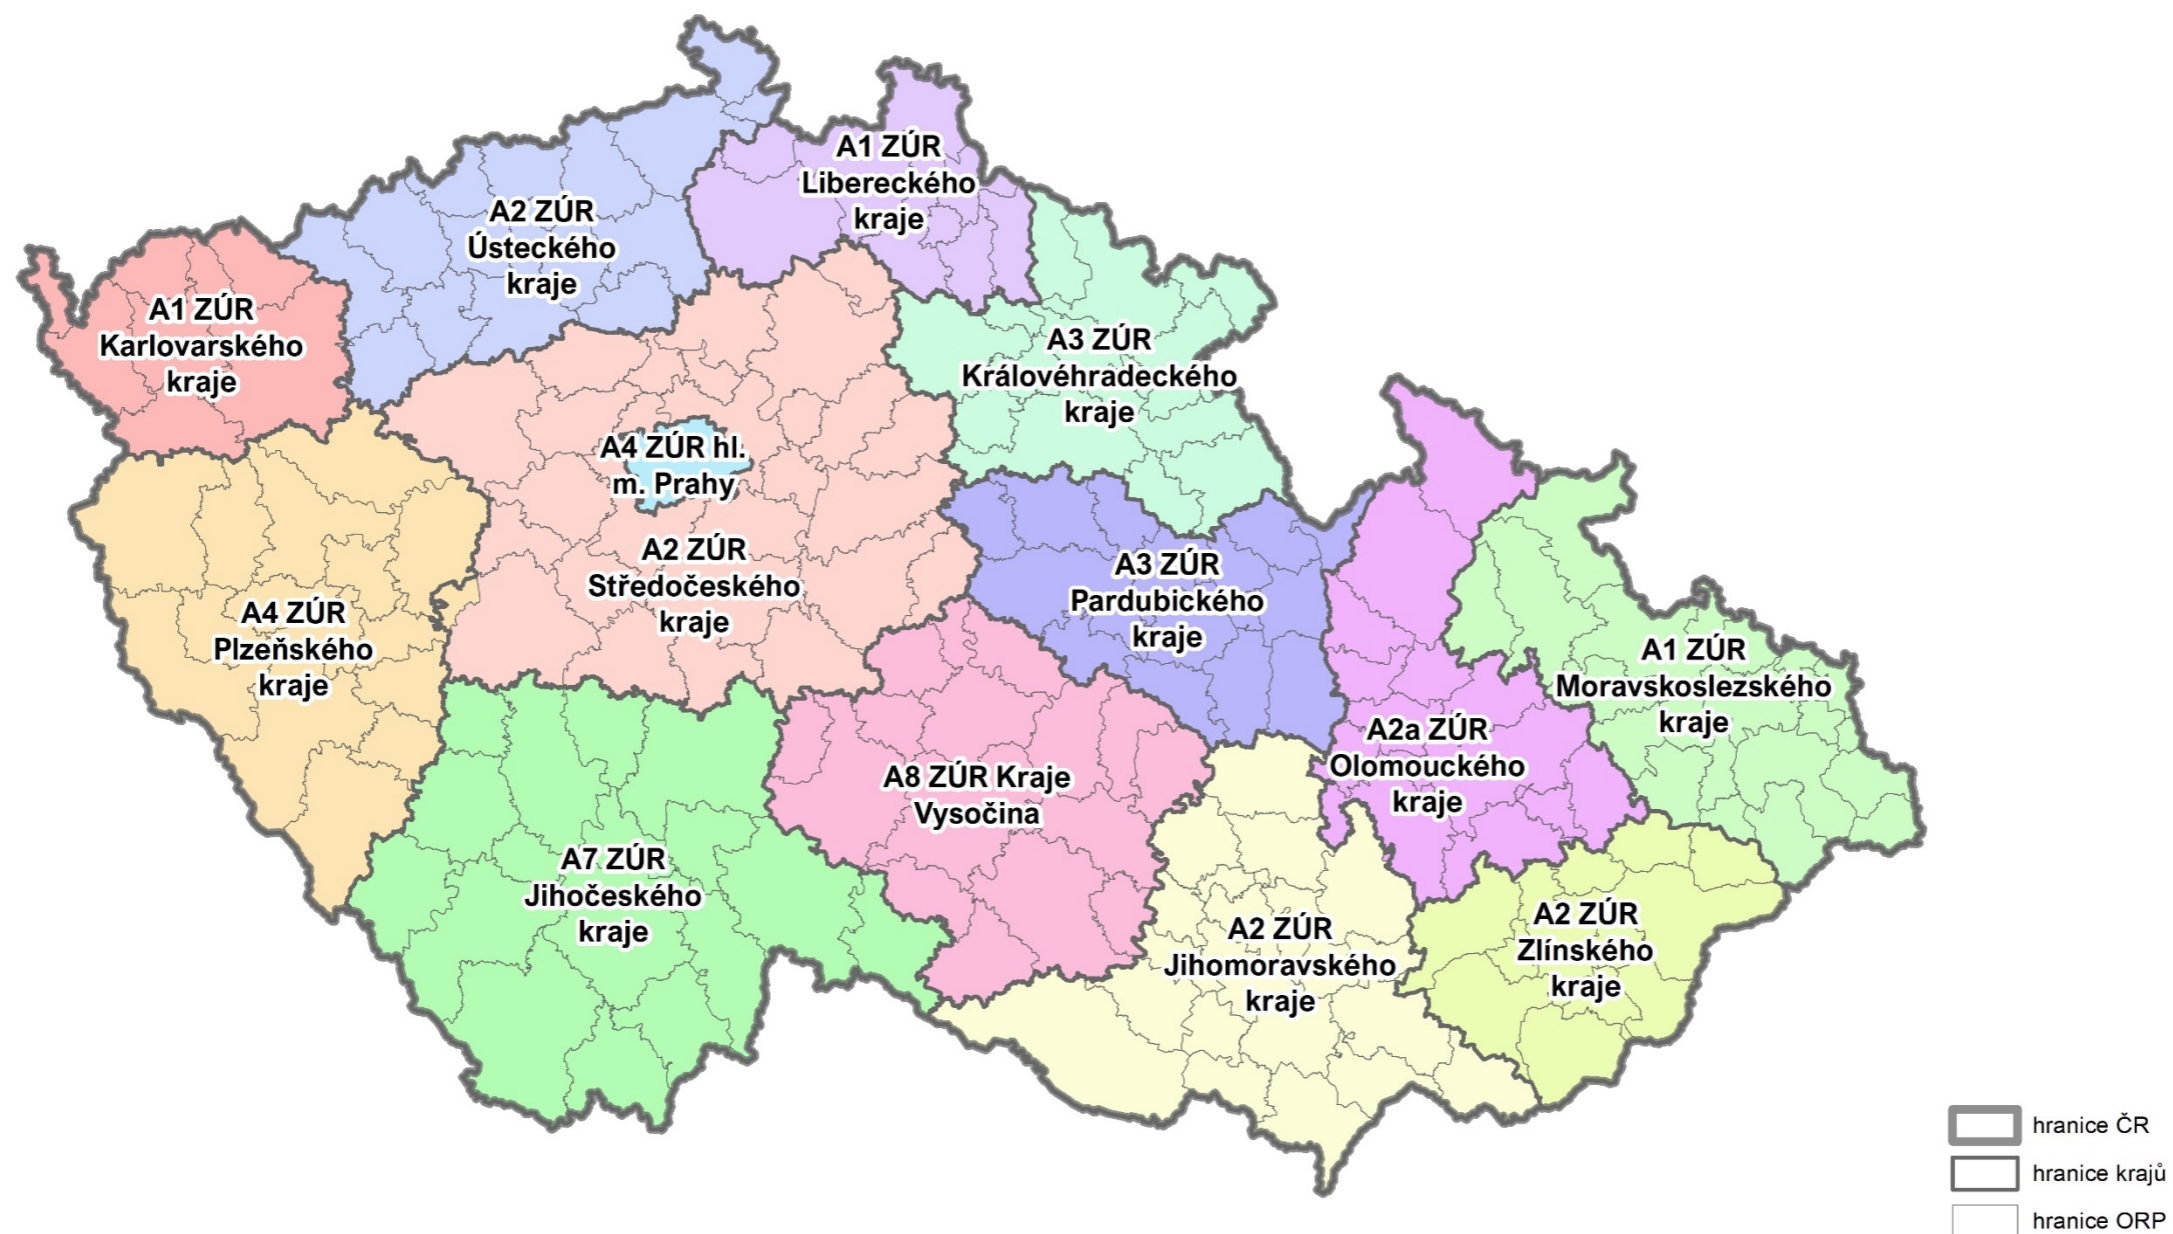 A1 ZÚR
Libereckého
kraje
A2 ZÚR
Ústeckého
kraje
A1 ZÚR
Karlovarského
kraje
A3 ZÚR
Královéhradeckého
kraje
A4 ZÚR hl.
m. Prahy
A2 ZÚR
Středočeského
kraje
A3 ZÚR
Pardubického
kraje
A4 ZÚR
Plzeňského
kraje
A1 ZÚR
Moravskoslezského
kraje
A2a ZÚR
Olomouckého
kraje
A8 ZÚR Kraje
Vysočina
A7 ZÚR
Jihočeského
kraje
A2 ZÚR
Jihomoravského
kraje
A2 ZÚR
Zlínského
kraje
hranice ČR
hranice krajů
hranice ORP